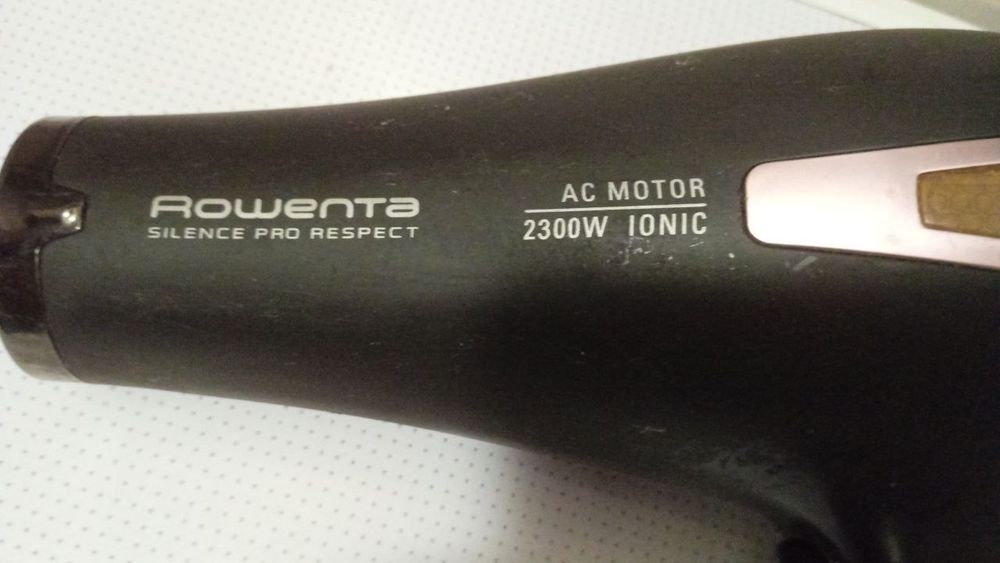 Rowenta
SILENCE PRO RESPECT
AC MOTOR
2300W IONIC